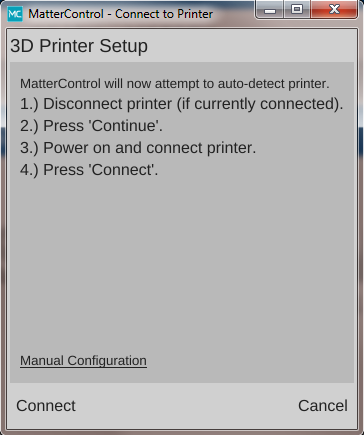 MC MatterControl - Connect to Printer
3D Printer Setup
MatterControl will now attempt to auto-detect printer.
1.) Disconnect printer (if currently connected).
2.) Press 'Continue'.
3.) Power on and connect printer.
4.) Press 'Connect'.
Manual Configuration
Connect Cancel